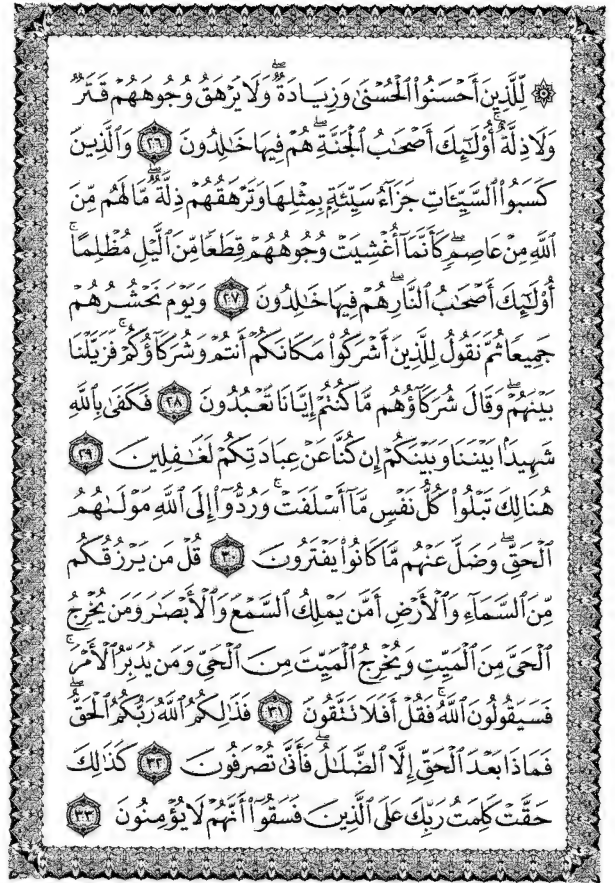 ۞ لِّلَّذِينَ أَحْسَنُوا۟ ٱلْحُسْنَىٰ وَزِيَادَةٌ ۖ وَلَا يَرْهَقُ وُجُوهَهُمْ قَتَرٌ
وَلَا ذِلَّةٌ ۚ أُو۟لَـٰٓئِكَ أَصْحَـٰبُ ٱلْجَنَّةِ ۖ هُمْ فِيهَا خَـٰلِدُونَ ﴿٢٦﴾ وَٱلَّذِينَ
كَسَبُوا۟ ٱلسَّيِّـَٔاتِ جَزَآءُ سَيِّئَةٍۭ بِمِثْلِهَا وَتَرْهَقُهُمْ ذِلَّةٌ ۖ مَّا لَهُم مِّنَ
ٱللَّهِ مِنْ عَاصِمٍ ۖ كَأَنَّمَآ أُغْشِيَتْ وُجُوهُهُمْ قِطَعًا مِّنَ ٱلَّيْلِ مُظْلِمًا ۚ
أُو۟لَـٰٓئِكَ أَصْحَـٰبُ ٱلنَّارِ ۖ هُمْ فِيهَا خَـٰلِدُونَ ﴿٢٧﴾ وَيَوْمَ نَحْشُرُهُمْ
جَمِيعًا ثُمَّ نَقُولُ لِلَّذِينَ أَشْرَكُوا۟ مَكَانَكُمْ أَنتُمْ وَشُرَكَآؤُكُمْ ۚ فَزَيَّلْنَا
بَيْنَهُمْ ۖ وَقَالَ شُرَكَآؤُهُم مَّا كُنتُمْ إِيَّانَا تَعْبُدُونَ ﴿٢٨﴾ فَكَفَىٰ بِٱللَّهِ
شَهِيدًۢا بَيْنَنَا وَبَيْنَكُمْ إِن كُنَّا عَنْ عِبَادَتِكُمْ لَغَـٰفِلِينَ ﴿٢٩﴾
هُنَالِكَ تَبْلُوا۟ كُلُّ نَفْسٍ مَّآ أَسْلَفَتْ ۚ وَرُدُّوٓا۟ إِلَى ٱللَّهِ مَوْلَىٰهُمُ
ٱلْحَقِّ ۖ وَضَلَّ عَنْهُم مَّا كَانُوا۟ يَفْتَرُونَ ﴿٣٠﴾ قُلْ مَن يَرْزُقُكُم
مِّنَ ٱلسَّمَآءِ وَٱلْأَرْضِ أَمَّن يَمْلِكُ ٱلسَّمْعَ وَٱلْأَبْصَـٰرَ وَمَن يُخْرِجُ
ٱلْحَىَّ مِنَ ٱلْمَيِّتِ وَيُخْرِجُ ٱلْمَيِّتَ مِنَ ٱلْحَىِّ وَمَن يُدَبِّرُ ٱلْأَمْرَ ۚ
فَسَيَقُولُونَ ٱللَّهُ ۚ فَقُلْ أَفَلَا تَتَّقُونَ ﴿٣١﴾ فَذَٰلِكُمُ ٱللَّهُ رَبُّكُمُ ٱلْحَقُّ ۖ
فَمَاذَا بَعْدَ ٱلْحَقِّ إِلَّا ٱلضَّلَـٰلُ ۖ فَأَنَّىٰ تُصْرَفُونَ ﴿٣٢﴾ كَذَٰلِكَ
حَقَّتْ كَلِمَتُ رَبِّكَ عَلَى ٱلَّذِينَ فَسَقُوٓا۟ أَنَّهُمْ لَا يُؤْمِنُونَ ﴿٣٣﴾